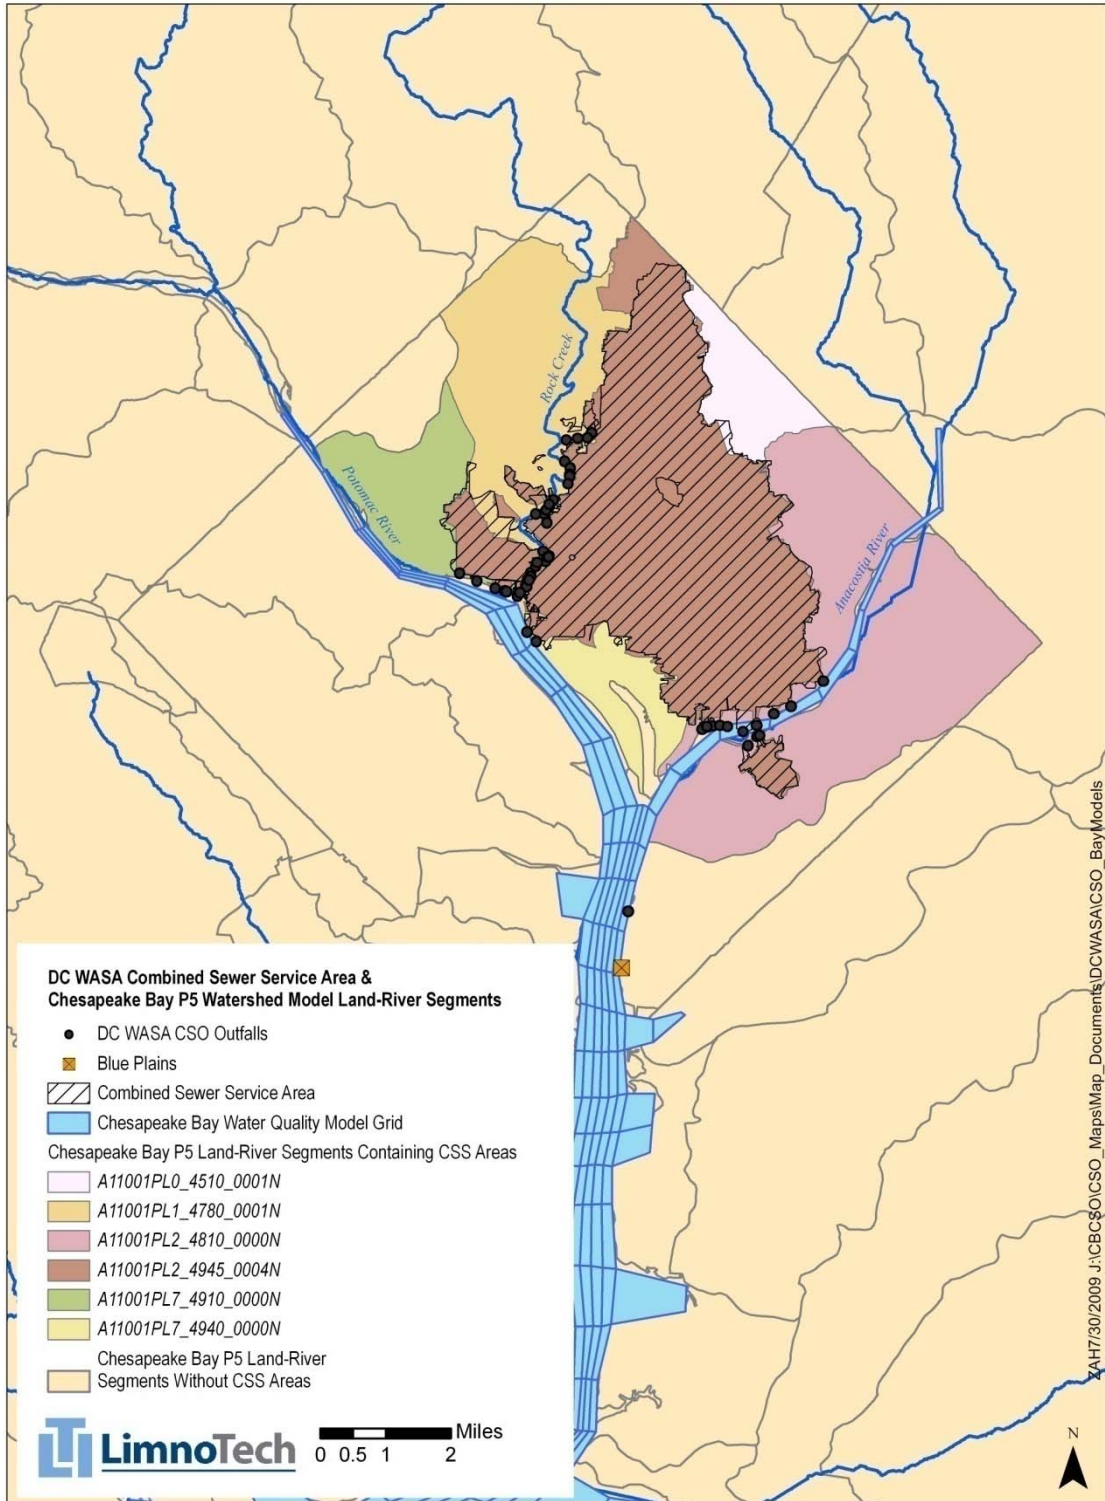 Rock Creek
Potomac River
Anacostia River
DC WASA Combined Sewer Service Area &
Chesapeake Bay P5 Watershed Model Land-River Segments
DC WASA CSO Outfalls
Blue Plains
Combined Sewer Service Area
Chesapeake Bay Water Quality Model Grid
Chesapeake Bay P5 Land-River Segments Containing CSS Areas
A11001PL0_4510_0001N
A11001PL1_4780_0001N
A11001PL2_4810_0000N
A11001PL2_4945_0004N
A11001PL7_4910_0000N
A11001PL7_4940_0000N
Chesapeake Bay P5 Land-River
Segments Without CSS Areas
LTI LimnoTech
Miles
0 0.5 1 2
N
ZAH7/30/2009 J:\CBCSO\CSO_Maps\Map_Documents\DCWASA\CSO_BayModels